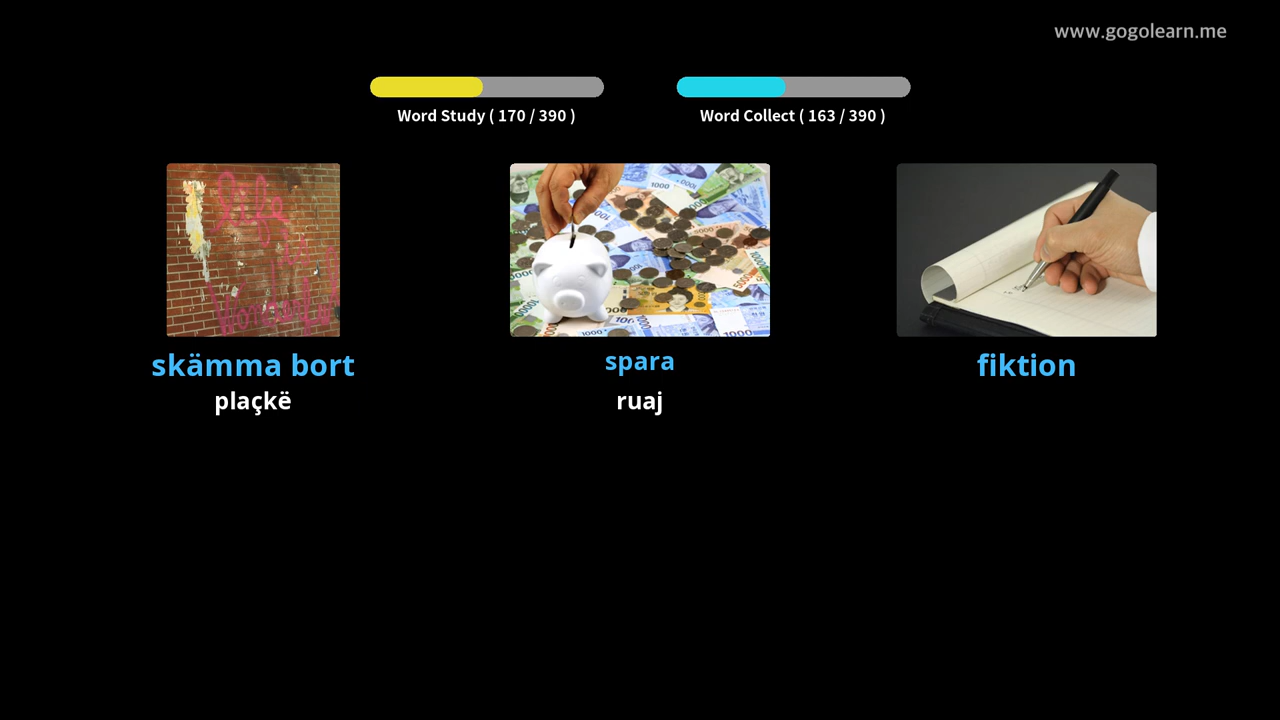 www.gogolearn.me
Word Study ( 170 / 390 )
Word Collect ( 163 / 390 )
skämma bort
plaçkë
spara
ruaj
fiktion